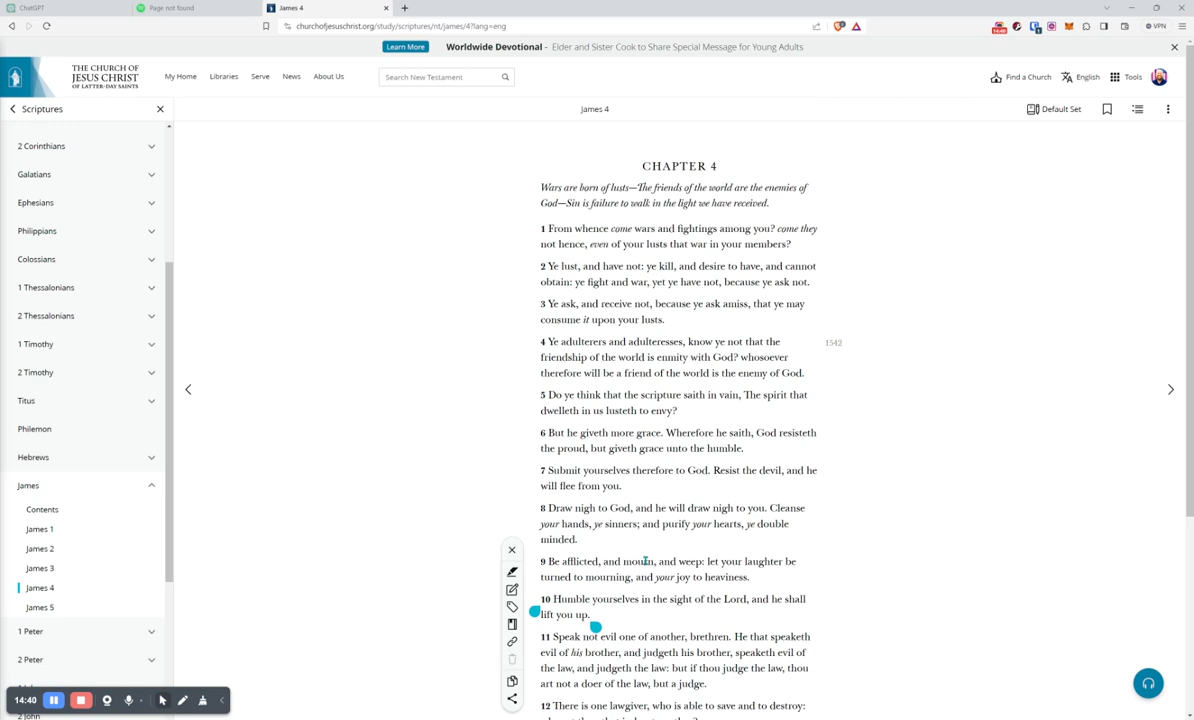 ChatGPT
Page not found
James 4
churchofjesuschrist.org/study/scriptures/nt/james/4?lang=eng
14:40
VPN
Learn More
Worldwide Devotional - Elder and Sister Cook to Share Special Message for Young Adults
THE CHURCH OF
JESUS CHRIST
OF LATTER-DAY SAINTS
My Home
Libraries
Serve
News
About Us
Search New Testament
Find a Church
English
Tools
Scriptures
James 4
Default Set
2 Corinthians
Galatians
Ephesians
Philippians
Colossians
1 Thessalonians
2 Thessalonians
1 Timothy
2 Timothy
Titus
Philemon
Hebrews
James
Contents
James 1
James 2
James 3
James 4
James 5
1 Peter
2 Peter
2 John
CHAPTER 4
Wars are born of lusts—The friends of the world are the enemies of
God—Sin is failure to walk in the light we have received.
1 From whence come wars and fightings among you? come they
not hence, even of your lusts that war in your members?
2 Ye lust, and have not: ye kill, and desire to have, and cannot
obtain: ye fight and war, yet ye have not, because ye ask not.
3 Ye ask, and receive not, because ye ask amiss, that ye may
consume it upon your lusts.
4 Ye adulterers and adulteresses, know ye not that the
friendship of the world is enmity with God? whosoever
therefore will be a friend of the world is the enemy of God.
1542
5 Do ye think that the scripture saith in vain, The spirit that
dwelleth in us lusteth to envy?
6 But he giveth more grace. Wherefore he saith, God resisteth
the proud, but giveth grace unto the humble.
7 Submit yourselves therefore to God. Resist the devil, and he
will flee from you.
8 Draw nigh to God, and he will draw nigh to you. Cleanse
your hands, ye sinners; and purify your hearts, ye double
minded.
9 Be afflicted, and mourn, and weep: let your laughter be
turned to mourning, and your joy to heaviness.
10 Humble yourselves in the sight of the Lord, and he shall
lift you up.
11 Speak not evil one of another, brethren. He that speaketh
evil of his brother, and judgeth his brother, speaketh evil of
the law, and judgeth the law: but if thou judge the law, thou
art not a doer of the law, but a judge.
12 There is one lawgiver, who is able to save and to destroy:
14:40